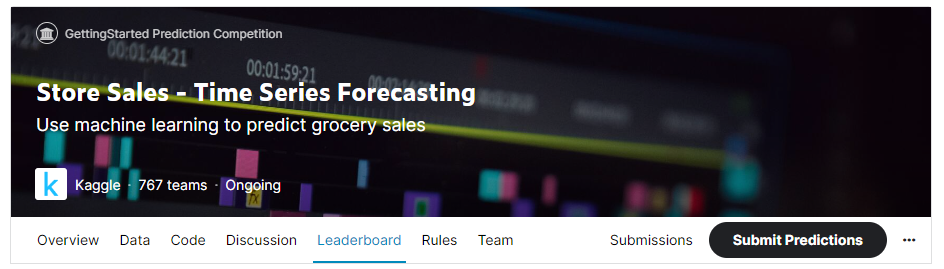 GettingStarted Prediction Competition
00:01:44:21
00:01:59:21
Store Sales - Time Series Forecasting
Use machine learning to predict grocery sales
k
Kaggle · 767 teams · Ongoing
fx
Overview Data Code Discussion Leaderboard Rules Team Submissions Submit Predictions ...